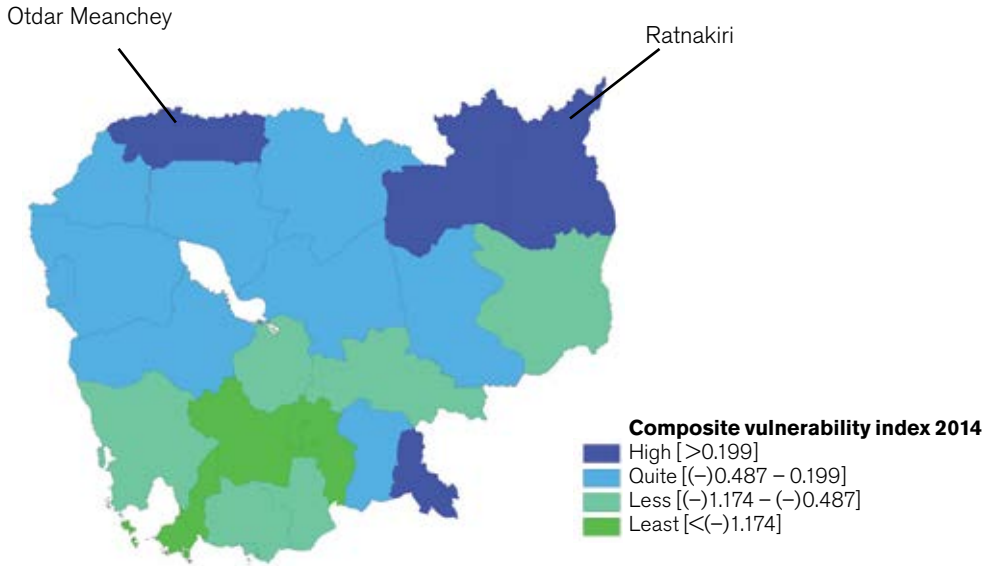 Otdar Meanchey
Ratnakiri
Composite vulnerability index 2014
High [>0.199]
Quite [(–)0.487 – 0.199]
Less [(–)1.174 – (–)0.487]
Least [<(–)1.174]